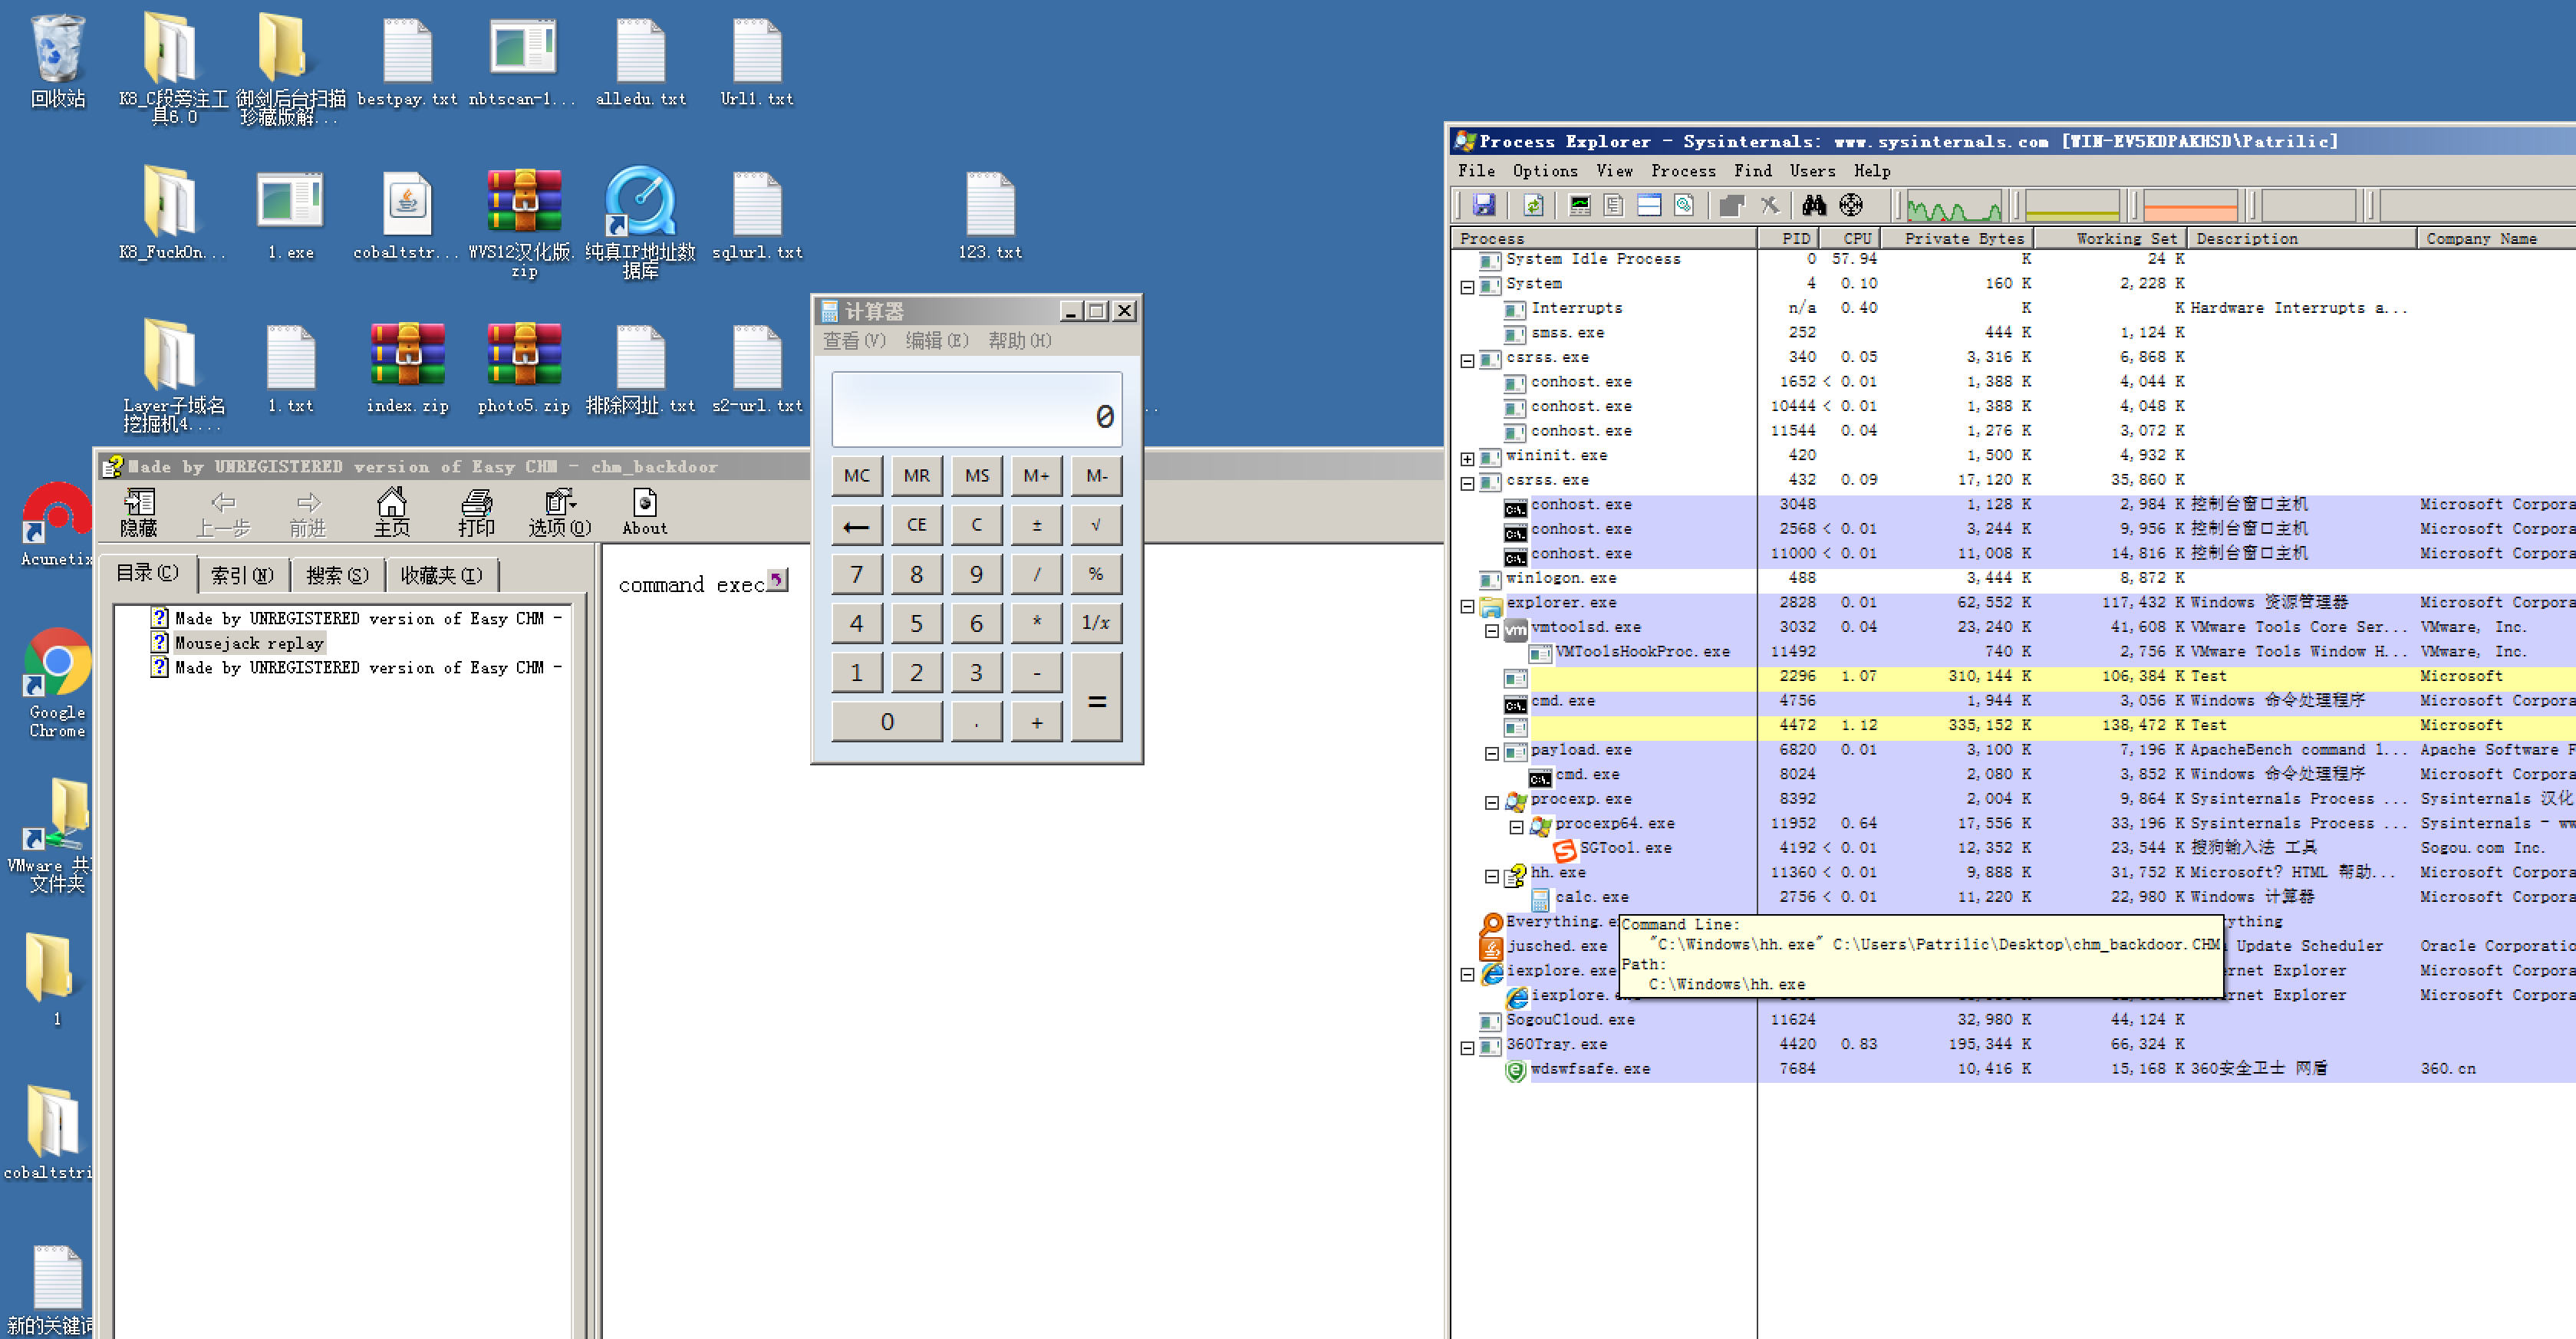 回收站
K8_C段旁注工
具6.0
御剑后台扫描
珍藏版解...
bestpay.txt
nbtscan-1...
alledu.txt
Url1.txt
K8_FuckOn...
1.exe
cobaltstr...
WVS12汉化版.
zip
纯真IP地址数
据库
sqlurl.txt
123.txt
Layer子域名
挖掘机4....
1.txt
index.zip
photo5.zip
排除网址.txt
s2-url.txt
Acunetix
Google
Chrome
VMware 共
文件夹
1
cobaltstri
新的关键词
Made by UNREGISTERED version of Easy CHM - chm_backdoor
隐藏
上一步
前进
主页
打印
选项(O)
About
目录(C)
索引(N)
搜索(S)
收藏夹(I)
Made by UNREGISTERED version of Easy CHM -
Mousejack replay
Made by UNREGISTERED version of Easy CHM -
command exec
计算器
查看(V) 编辑(E) 帮助(H)
0
MC MR MS M+ M-
← CE C ± √
7 8 9 / %
4 5 6 * 1/x
1 2 3 - =
0 . +
Process Explorer - Sysinternals: www.sysinternals.com [WIN-EV5KDPAKHSD\Patrilic]
File Options View Process Find Users Help
Process PID CPU Private Bytes Working Set Description Company Name
System Idle Process 0 57.94 K 24 K
System 4 0.10 160 K 2,228 K
Interrupts n/a 0.40 K K Hardware Interrupts a...
smss.exe 252 444 K 1,124 K
csrss.exe 340 0.05 3,316 K 6,868 K
conhost.exe 1652 < 0.01 1,388 K 4,044 K
conhost.exe 10444 < 0.01 1,388 K 4,048 K
conhost.exe 11544 0.04 1,276 K 3,072 K
wininit.exe 420 1,500 K 4,932 K
csrss.exe 432 0.09 17,120 K 35,860 K
conhost.exe 3048 1,128 K 2,984 K 控制台窗口主机 Microsoft Corpora
conhost.exe 2568 < 0.01 3,244 K 9,956 K 控制台窗口主机 Microsoft Corpora
conhost.exe 11000 < 0.01 11,008 K 14,816 K 控制台窗口主机 Microsoft Corpora
winlogon.exe 488 3,444 K 8,872 K
explorer.exe 2828 0.01 62,552 K 117,432 K Windows 资源管理器 Microsoft Corpora
vmtoolsd.exe 3032 0.04 23,240 K 41,608 K VMware Tools Core Ser... VMware, Inc.
VMToolsHookProc.exe 11492 740 K 2,756 K VMware Tools Window H... VMware, Inc.
2296 1.07 310,144 K 106,384 K Test Microsoft
cmd.exe 4756 1,944 K 3,056 K Windows 命令处理程序 Microsoft Corpora
4472 1.12 335,152 K 138,472 K Test Microsoft
payload.exe 6820 0.01 3,100 K 7,196 K ApacheBench command l... Apache Software F
cmd.exe 8024 2,080 K 3,852 K Windows 命令处理程序 Microsoft Corpora
procexp.exe 8392 2,004 K 9,864 K Sysinternals Process ... Sysinternals 汉化
procexp64.exe 11952 0.64 17,556 K 33,196 K Sysinternals Process ... Sysinternals - ww
SGTool.exe 4192 < 0.01 12,352 K 23,544 K 搜狗输入法 工具 Sogou.com Inc.
hh.exe 11360 < 0.01 9,888 K 31,752 K Microsoft? HTML 帮助... Microsoft Corpora
calc.exe 2756 < 0.01 11,220 K 22,980 K Windows 计算器 Microsoft Corpora
Everything.e ything
jusched.exe Update Scheduler Oracle Corporatio
iexplore.exe rnet Explorer Microsoft Corpora
iexplore. rnet Explorer Microsoft Corpora
Command Line:
"C:\Windows\hh.exe" C:\Users\Patrilic\Desktop\chm_backdoor.CHM
Path:
C:\Windows\hh.exe
SogouCloud.exe 11624 32,980 K 44,124 K
360Tray.exe 4420 0.83 195,344 K 66,324 K
wdswfsafe.exe 7684 10,416 K 15,168 K 360安全卫士 网盾 360.cn